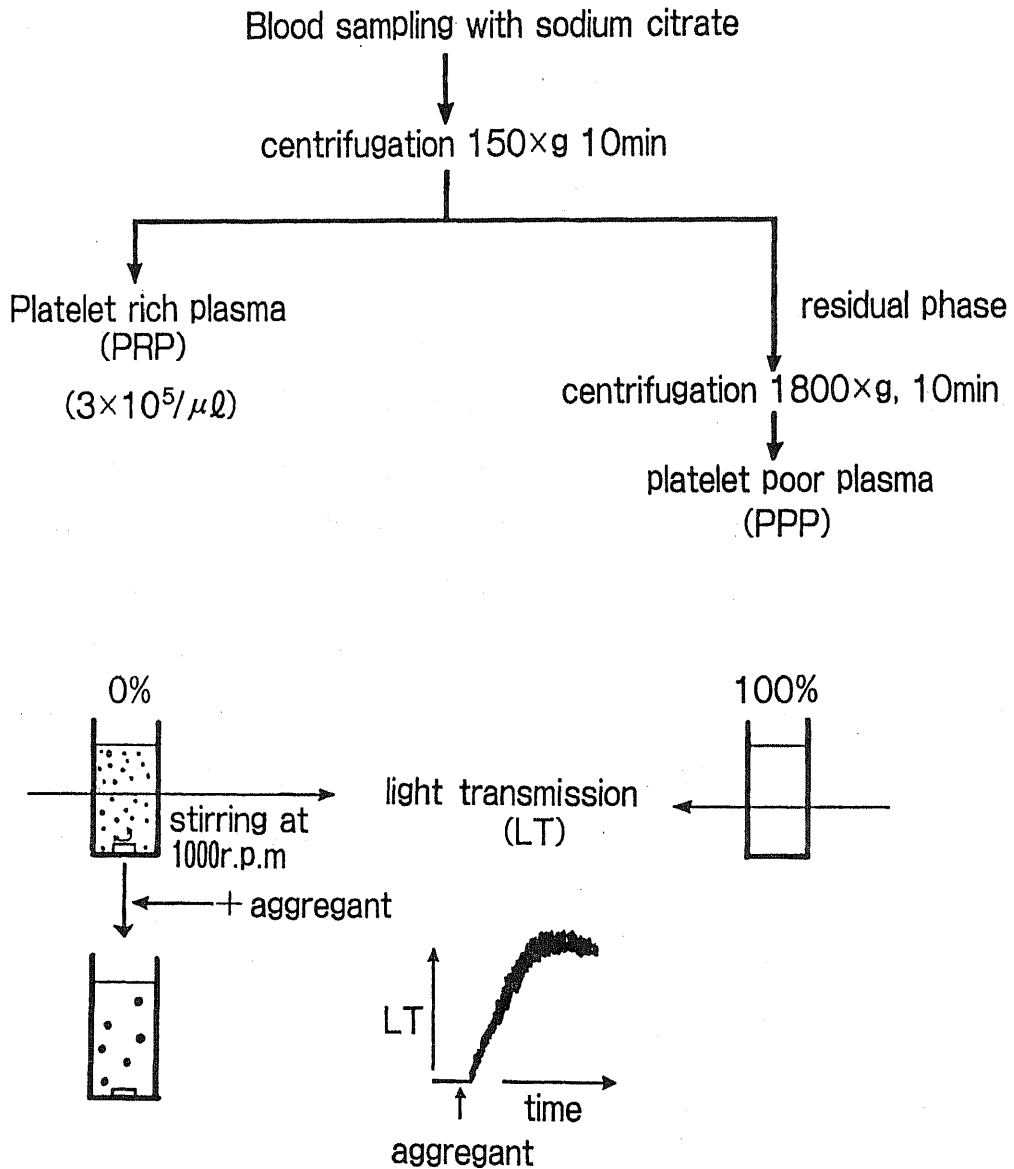 Blood sampling with sodium citrate
centrifugation 150×g 10min
Platelet rich plasma
(PRP)
(3×10⁵/μℓ)
residual phase
centrifugation 1800×g, 10min
platelet poor plasma
(PPP)
0%
100%
stirring at
1000r.p.m
light transmission
(LT)
+ aggregant
LT
time
aggregant